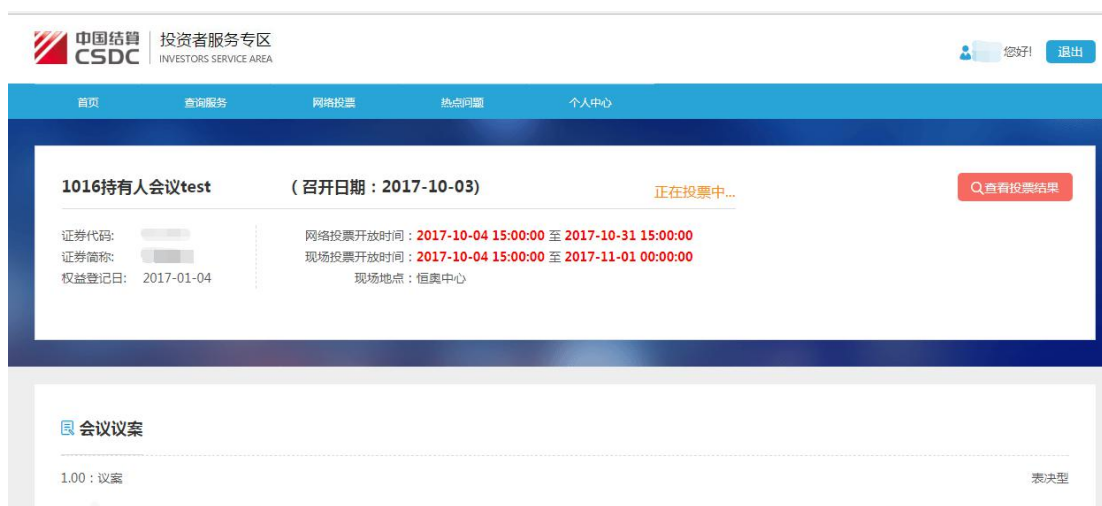 中国结算 投资者服务专区
CSDC INVESTORS SERVICE AREA
您好! 退出
首页 查询服务 网络投票 热点问题 个人中心
1016持有人会议test (召开日期:2017-10-03) 正在投票中... 查看投票结果
证券代码: 网络投票开放时间:2017-10-04 15:00:00 至 2017-10-31 15:00:00
证券简称: 现场投票开放时间:2017-10-04 15:00:00 至 2017-11-01 00:00:00
权益登记日: 2017-01-04 现场地点:恒奥中心
会议议案
1.00:议案 表决型